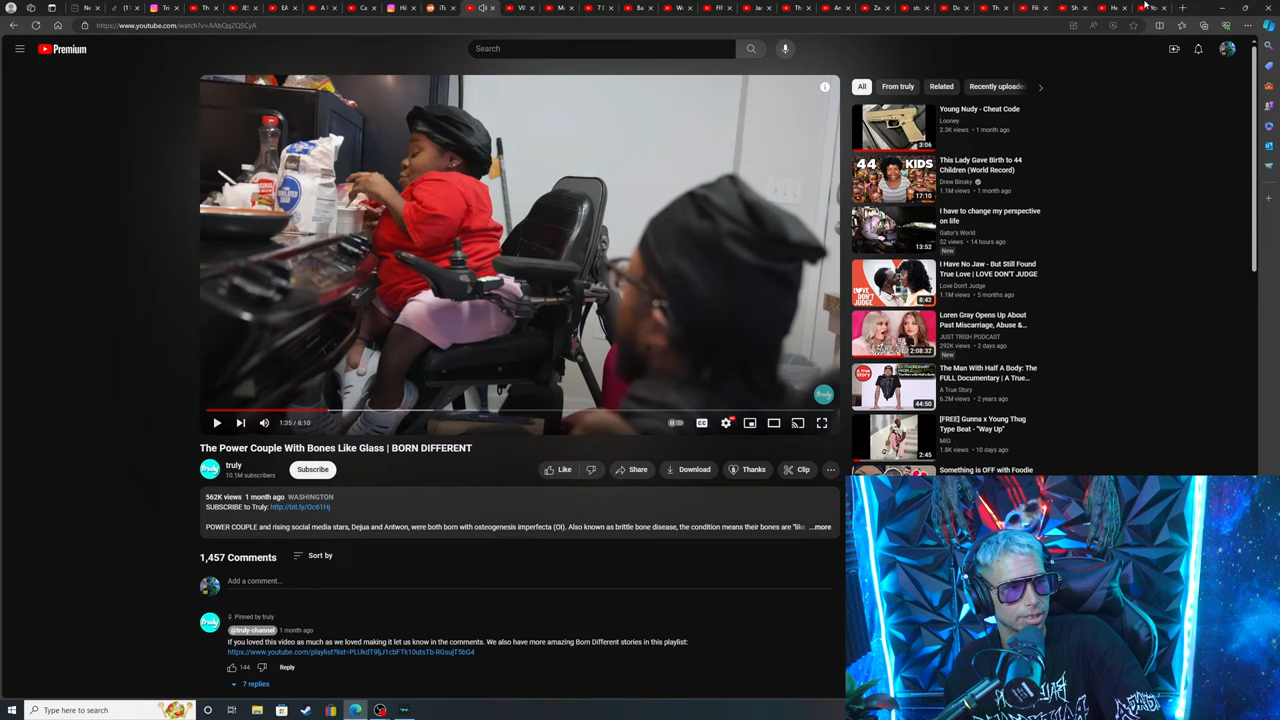 https://www.youtube.com/watch?v=AAbQqZQ5CyA
Premium
Search
All
From truly
Related
Recently uploade
Young Nudy - Cheat Code
Looney
2.3K views • 1 month ago
3:06
This Lady Gave Birth to 44
Children (World Record)
Drew Binsky
1.1M views • 1 month ago
44 KIDS
17:10
I have to change my perspective
on life
Gator's World
52 views • 14 hours ago
New
13:52
I Have No Jaw - But Still Found
True Love | LOVE DON'T JUDGE
Love Don't Judge
1.1M views • 5 months ago
8:42
Loren Gray Opens Up About
Past Miscarriage, Abuse &...
JUST TRISH PODCAST
292K views • 2 days ago
New
2:08:32
The Man With Half A Body: The
FULL Documentary | A True...
A True Story
6.2M views • 2 years ago
44:50
[FREE] Gunna x Young Thug
Type Beat - "Way Up"
MIG
1.8K views • 10 days ago
2:45
Something is OFF with Foodie
truly
1:35 / 8:10
The Power Couple With Bones Like Glass | BORN DIFFERENT
truly
10.1M subscribers
Subscribe
Like
Share
Download
Thanks
Clip
562K views 1 month ago WASHINGTON
SUBSCRIBE to Truly: http://bit.ly/Oc61Hj
POWER COUPLE and rising social media stars, Dejua and Antwon, were both born with osteogenesis imperfecta (OI). Also known as brittle bone disease, the condition means their bones are "like ...more
1,457 Comments
Sort by
Add a comment...
Pinned by truly
@truly-channel 1 month ago
If you loved this video as much as we loved making it let us know in the comments. We also have more amazing Born Different stories in this playlist:
https://www.youtube.com/playlist?list=PLUkdT9ljJ1cbFTk10utsTb-RGsujT5bG4
144
Reply
7 replies
Type here to search